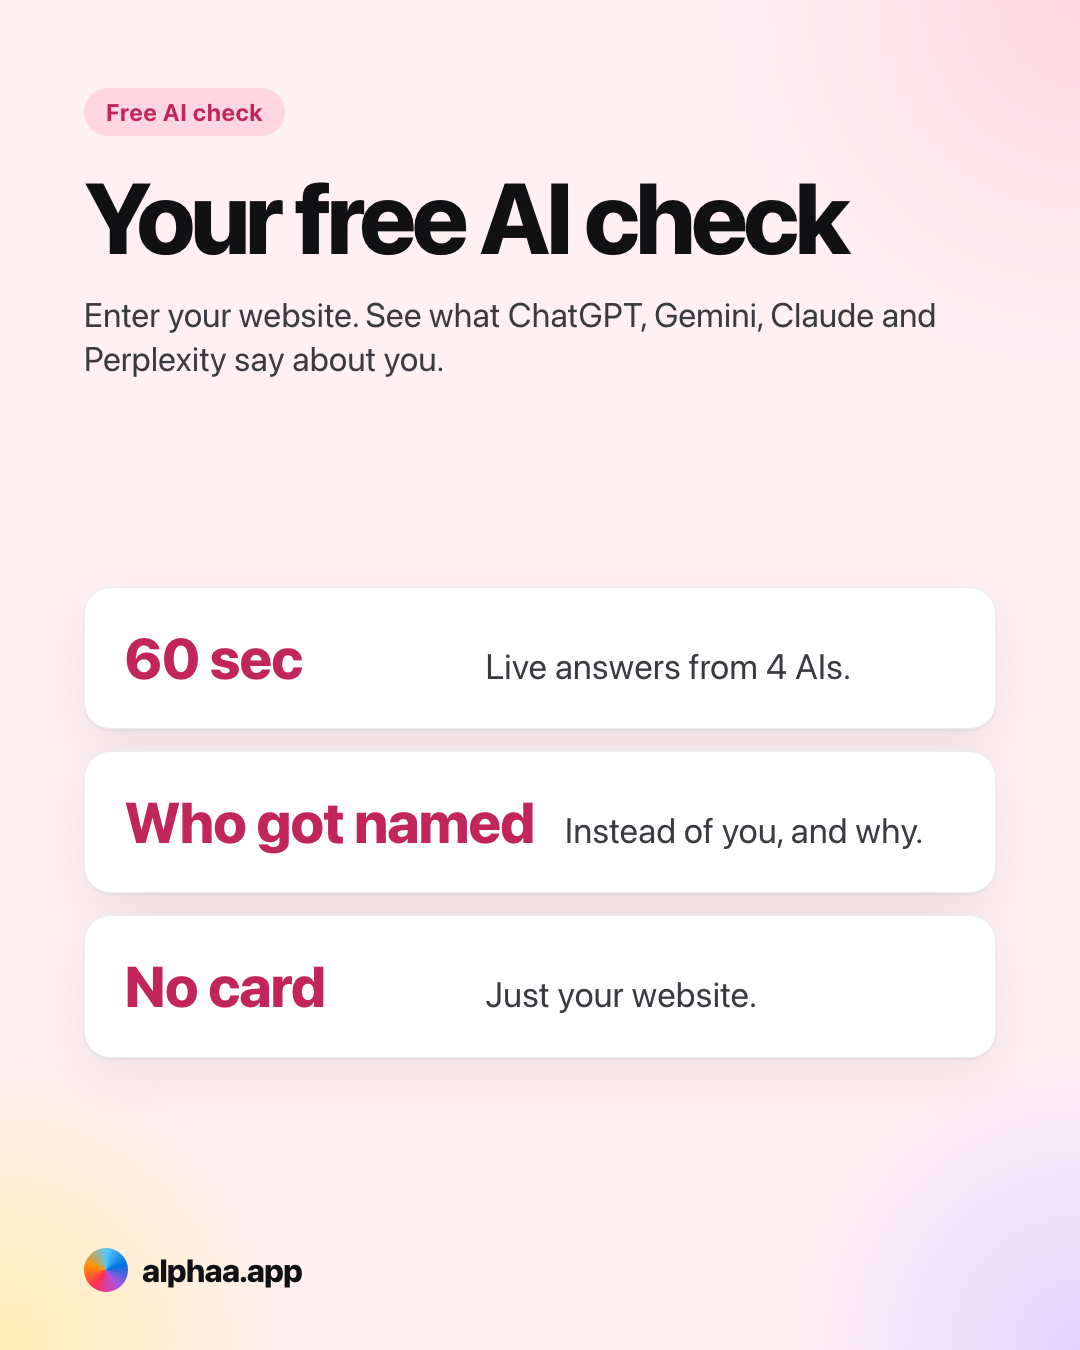 Free AI check
Your free AI check
Enter your website. See what ChatGPT, Gemini, Claude and
Perplexity say about you.
60 sec
Live answers from 4 AIs.
Who got named
Instead of you, and why.
No card
Just your website.
alphaa.app